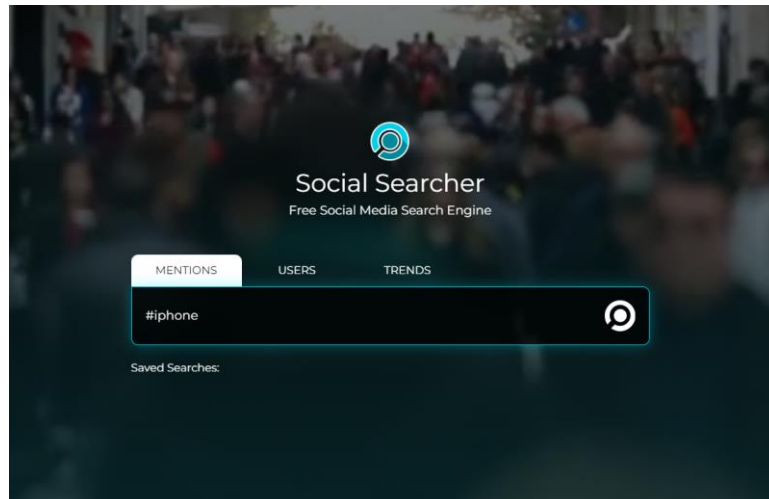 Social Searcher
Free Social Media Search Engine
MENTIONS USERS TRENDS
#iphone
Saved Searches: